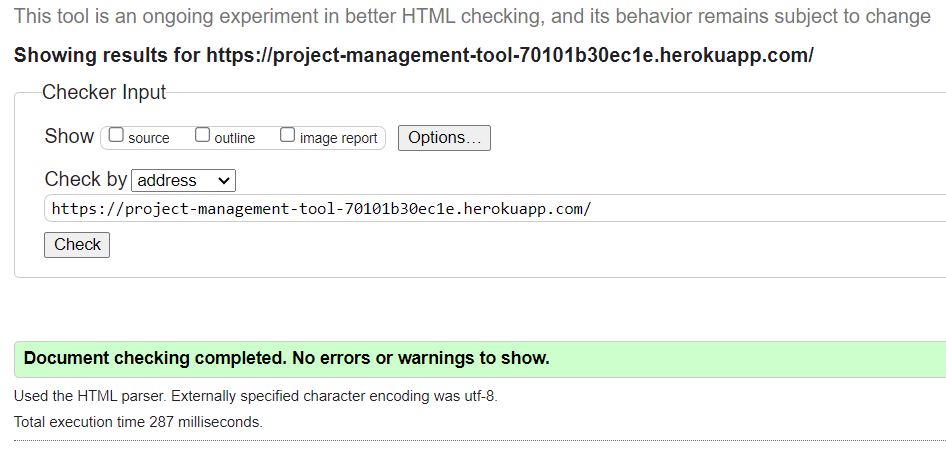 This tool is an ongoing experiment in better HTML checking, and its behavior remains subject to change
Showing results for https://project-management-tool-70101b30ec1e.herokuapp.com/
Checker Input
Show source outline image report Options...
Check by address
https://project-management-tool-70101b30ec1e.herokuapp.com/
Check
Document checking completed. No errors or warnings to show.
Used the HTML parser. Externally specified character encoding was utf-8.
Total execution time 287 milliseconds.